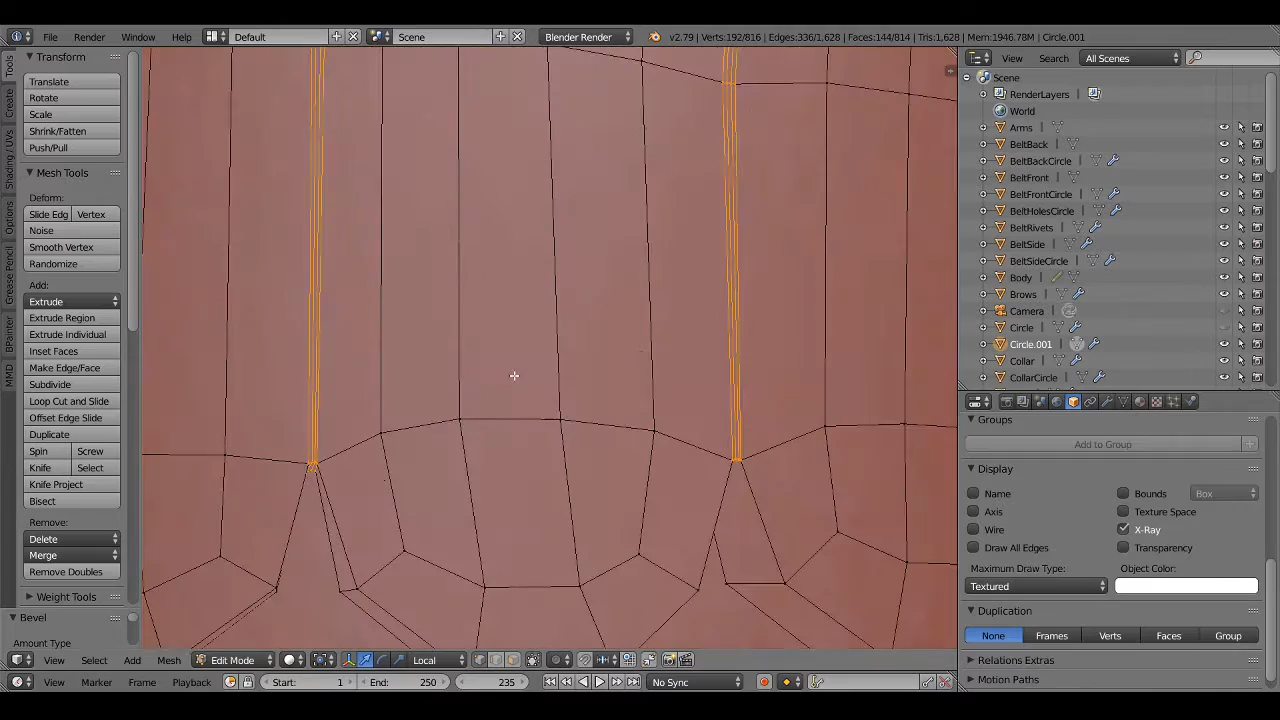 File Render Window Help Default Scene Blender Render v2.79 | Verts:192/816 | Edges:336/1,628 | Faces:144/814 | Tris:1,628 | Mem:1946.78M | Circle.001
Transform
Translate
Rotate
Scale
Shrink/Fatten
Push/Pull
Mesh Tools
Deform:
Slide Edg Vertex
Noise
Smooth Vertex
Randomize
Add:
Extrude
Extrude Region
Extrude Individual
Inset Faces
Make Edge/Face
Subdivide
Loop Cut and Slide
Offset Edge Slide
Duplicate
Spin Screw
Knife Select
Knife Project
Bisect
Remove:
Delete
Merge
Remove Doubles
Weight Tools
Bevel
Amount Type
Tools
Create
Shading / UVs
Options
Grease Pencil
BPainter
MMD
View Search All Scenes
Scene
RenderLayers
World
Arms
BeltBack
BeltBackCircle
BeltFront
BeltFrontCircle
BeltHolesCircle
BeltRivets
BeltSide
BeltSideCircle
Body
Brows
Camera
Circle
Circle.001
Collar
CollarCircle
Groups
Add to Group
Display
Name Bounds Box
Axis Texture Space
Wire X-Ray
Draw All Edges Transparency
Maximum Draw Type: Object Color:
Textured
Duplication
None Frames Verts Faces Group
Relations Extras
Motion Paths
View Select Add Mesh Edit Mode Local
View Marker Frame Playback Start: 1 End: 250 235 No Sync